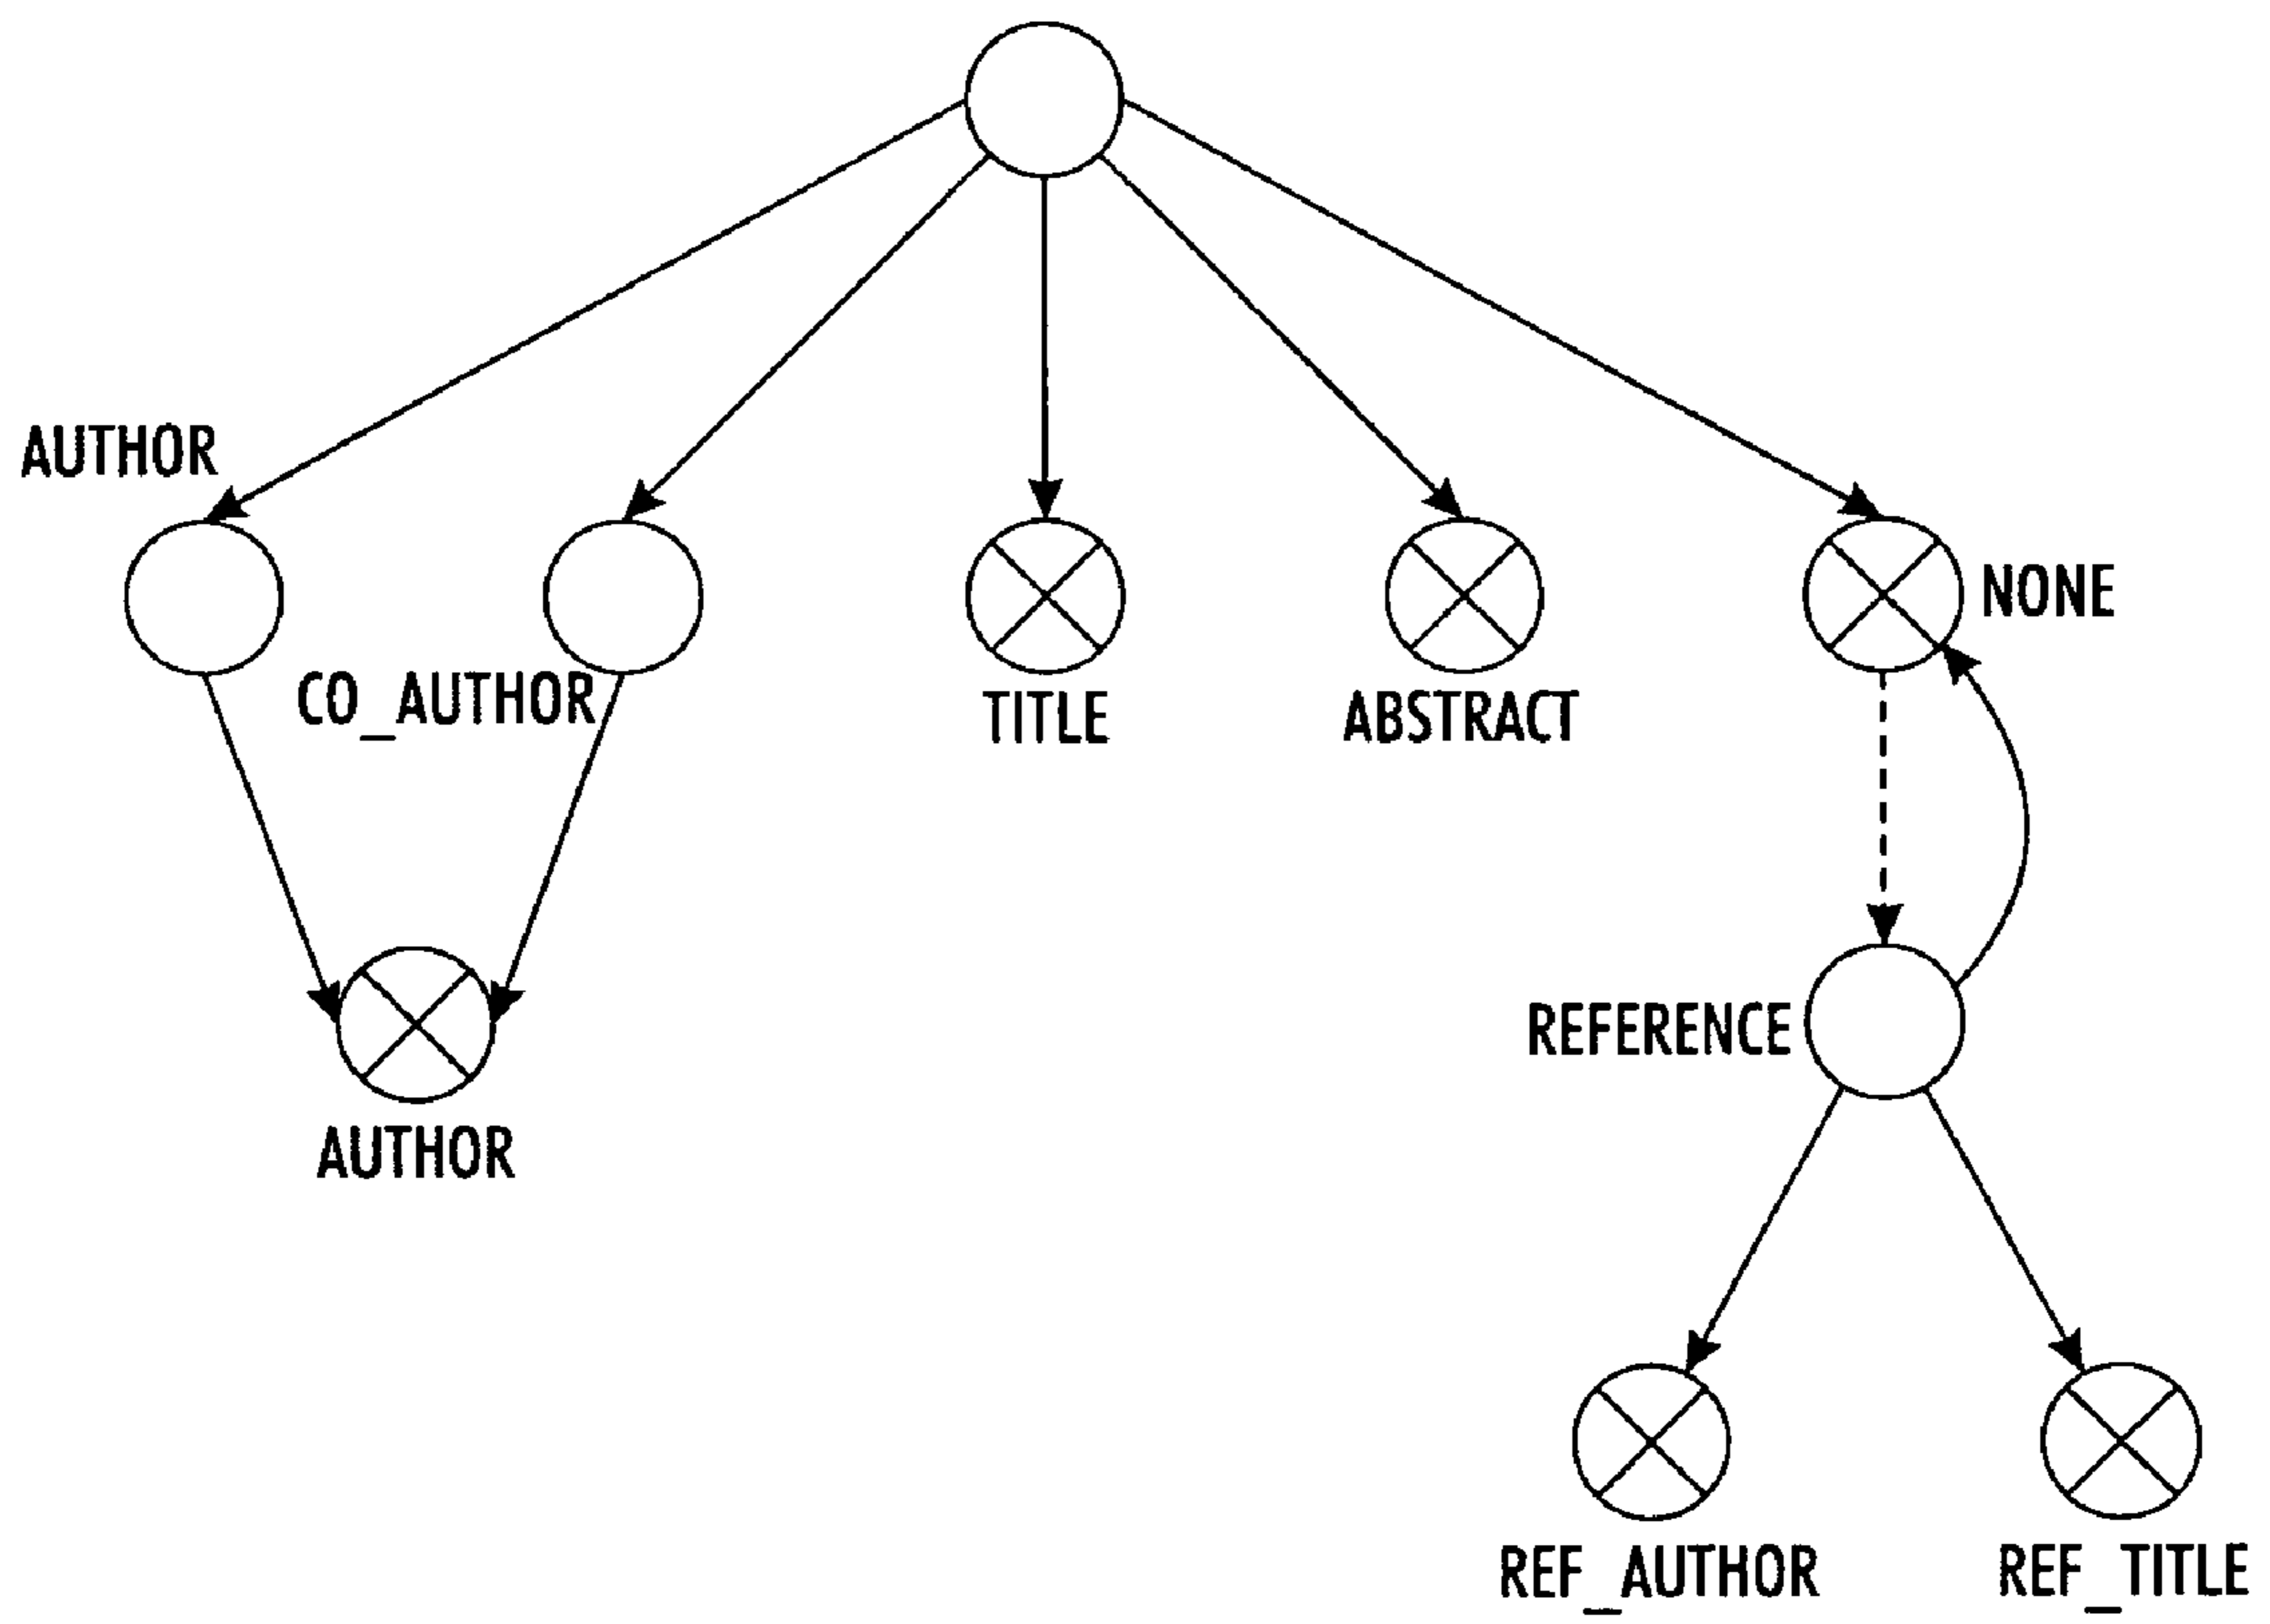 AUTHOR
NONE
CO_AUTHOR
TITLE
ABSTRACT
REFERENCE
AUTHOR
REF_AUTHOR
REF_TITLE